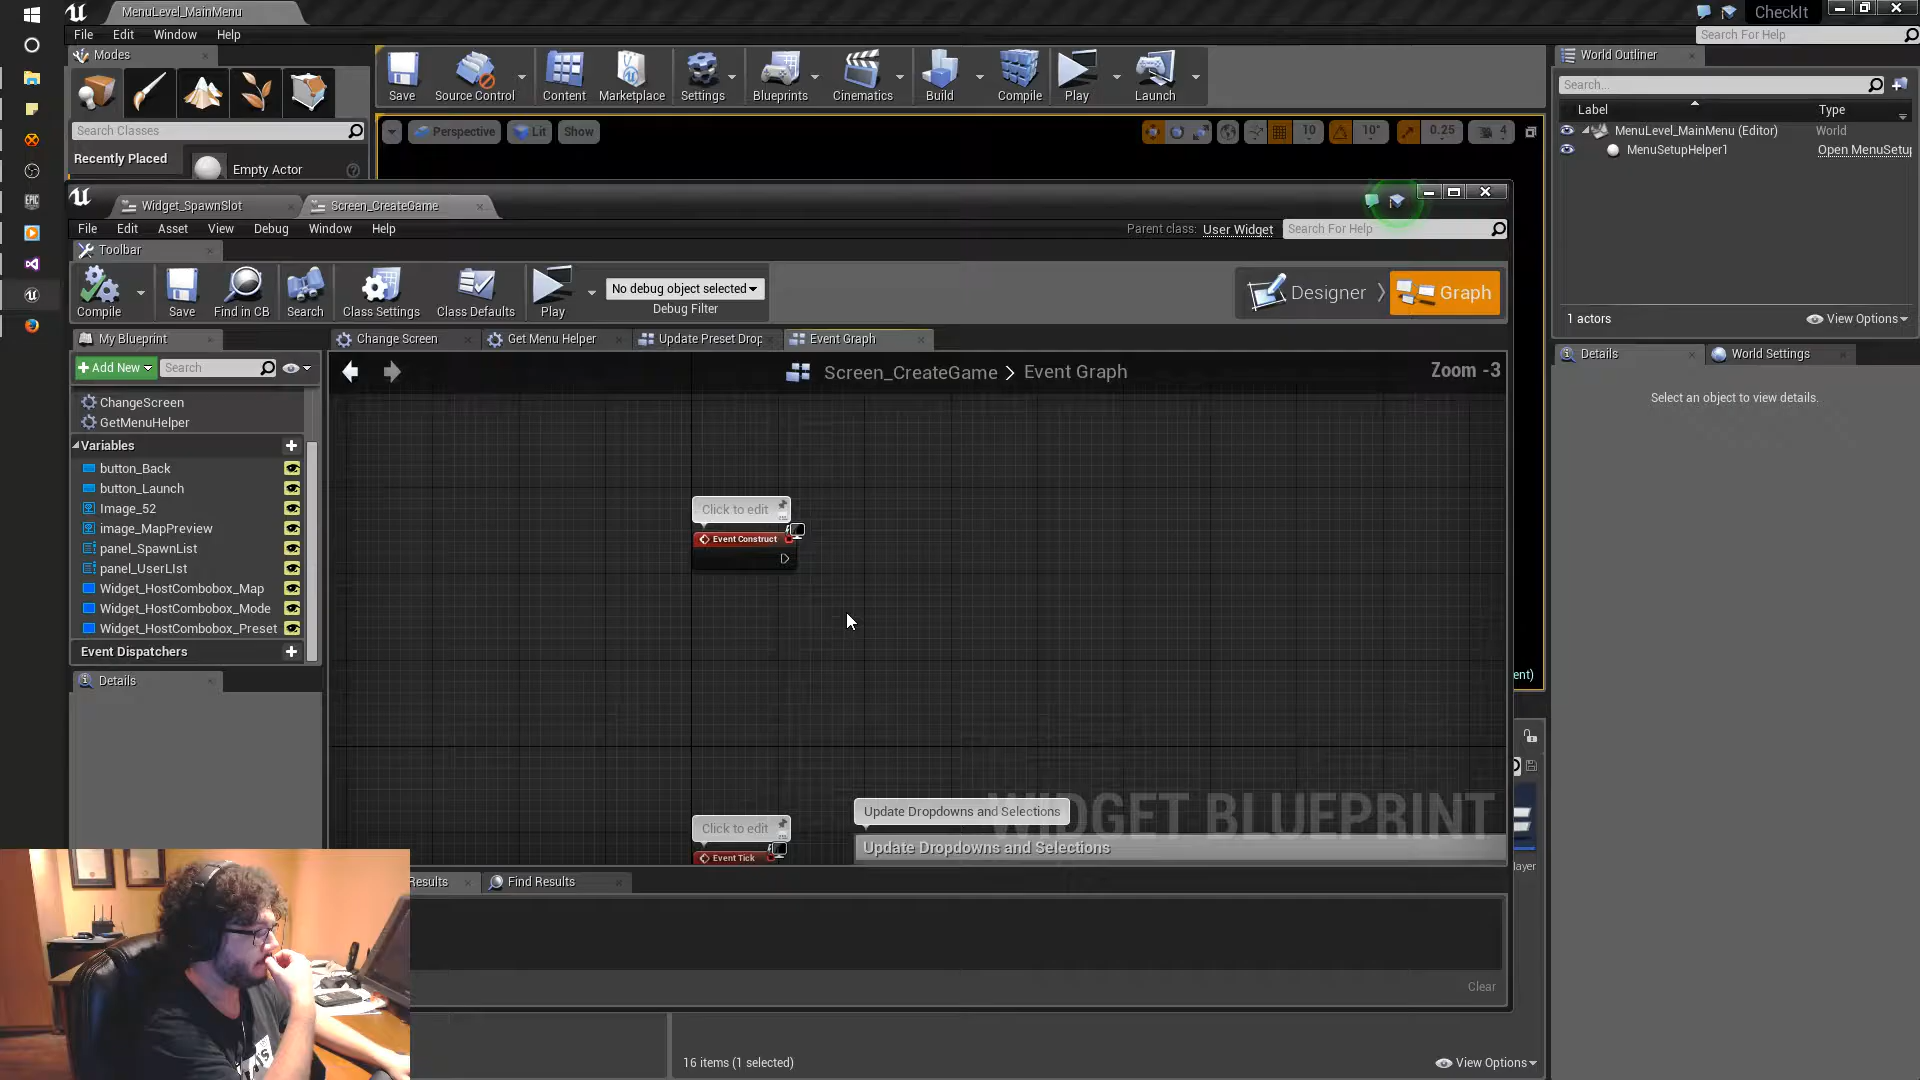 MenuLevel_MainMenu
CheckIt
File Edit Window Help
Search For Help
Modes
Search Classes
Recently Placed
Empty Actor
Save
Source Control
Content
Marketplace
Settings
Blueprints
Cinematics
Build
Compile
Play
Launch
Perspective
Lit
Show
10
10°
0.25
4
World Outliner
Search...
Label
Type
MenuLevel_MainMenu (Editor)
World
MenuSetupHelper1
Open MenuSetup
1 actors
View Options
Details
World Settings
Select an object to view details.
Widget_SpawnSlot
Screen_CreateGame
File Edit Asset View Debug Window Help
Parent class: User Widget
Search For Help
Toolbar
Compile
Save
Find in CB
Search
Class Settings
Class Defaults
Play
No debug object selected
Debug Filter
Designer
Graph
My Blueprint
Change Screen
Get Menu Helper
Update Preset Drop
Event Graph
Add New
Search
Screen_CreateGame > Event Graph
Zoom -3
ChangeScreen
GetMenuHelper
Variables
button_Back
button_Launch
Image_52
image_MapPreview
panel_SpawnList
panel_UserLIst
Widget_HostCombobox_Map
Widget_HostCombobox_Mode
Widget_HostCombobox_Preset
Event Dispatchers
Details
Click to edit
Event Construct
Click to edit
Event Tick
Update Dropdowns and Selections
Update Dropdowns and Selections
WIDGET BLUEPRINT
ent)
Results
Find Results
Clear
layer
16 items (1 selected)
View Options